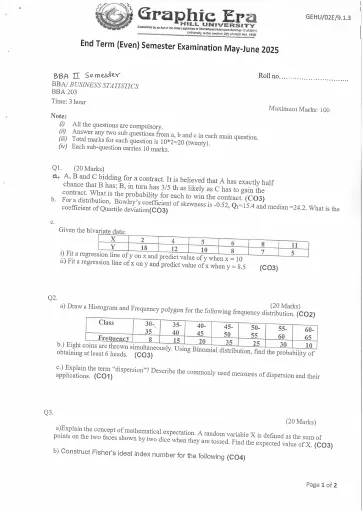 Graphic Era
HILL UNIVERSITY
GEHU/02E/9.1.3
End Term (Even) Semester Examination May-June 2025
BBA II Semester
Roll no.............................
BBA/ BUSINESS STATISTICS
BBA 203
Time: 3 hour
Maximum Marks: 100
Note:
(i) All the questions are compulsory.
(ii) Answer any two sub questions from a, b and c in each main question.
(iii) Total marks for each question is 10*2=20 (twenty).
(iv) Each sub-question carries 10 marks.
Q1. (20 Marks)
a. A, B and C bidding for a contract. It is believed that A has exactly half
chance that B has; B, in turn has 3/5 th as likely as C has to gain the
contract. What is the probability for each to win the contract. (CO3)
b. For a distribution, Bowley's coefficient of skewness is -0.52, Q₁=15.4 and median =24.2. What is the
coefficient of Quartile deviation(CO3)
c.
Given the bivariate data:
X 2 4 5 6 8 11
Y 18 12 10 8 7 5
i) Fit a regression line of y on x and predict value of y when x = 10
ii) Fit a regression line of x on y and predict value of x when y = 8.5 (CO3)
Q2.
(20 Marks)
a) Draw a Histogram and Frequency polygon for the following frequency distribution. (CO2)
Class 30- 35- 40- 45- 50- 55- 60-
35 40 45 50 55 60 65
Frequency 8 15 20 35 25 30 10
b.) Eight coins are thrown simultaneously. Using Binomial distribution, find the probability of
obtaining at least 6 heads. (CO3)
c.) Explain the term "dispersion"? Describe the commonly used measures of dispersion and their
applications. (CO1)
Q3.
(20 Marks)
a)Explain the concept of mathematical expectation. A random variable X is defined as the sum of
points on the two faces shown by two dice when they are tossed. Find the expected value of X. (CO3)
b) Construct Fisher's ideal index number for the following (CO4)
Page 1 of 2